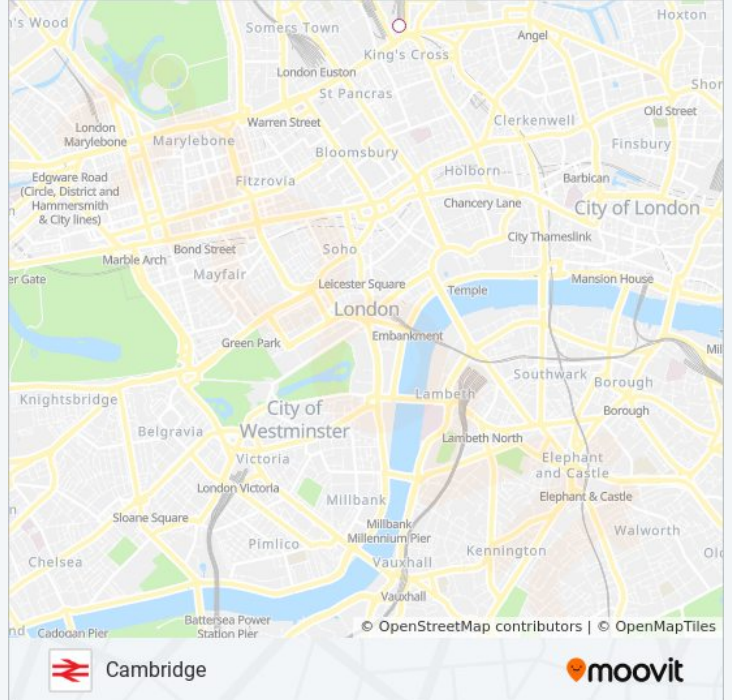 's Wood
Somers Town
Hoxton
Angel
King's Cross
London Euston
St Pancras
Shor
Old Street
London
Marylebone
Warren Street
Clerkenwell
Marylebone
Finsbury
Bloomsbury
Holborn
Edgware Road
(Circle, District and
Hammersmith
& City lines)
Fitzrovia
Barbican
Chancery Lane
City of London
City Thameslink
Soho
Bond Street
Marble Arch
Mayfair
er Gate
Leicester Square
Temple
Mansion House
London
Embankment
Green Park
Mil
Southwark
Borough
Knightsbridge
Lambeth
City of
Westminster
Borough
Belgravia
Lambeth North
Victoria
Elephant
and Castle
London Victoria
Elephant & Castle
Millbank
Sloane Square
Millbank
Millennium Pier
Walworth
Pimlico
Kennington
Chelsea
Vauxhall
Vauxhall
nd
Cadogan Pier
Battersea Power
Station Pier
© OpenStreetMap contributors | © OpenMapTiles
Cambridge
moovit